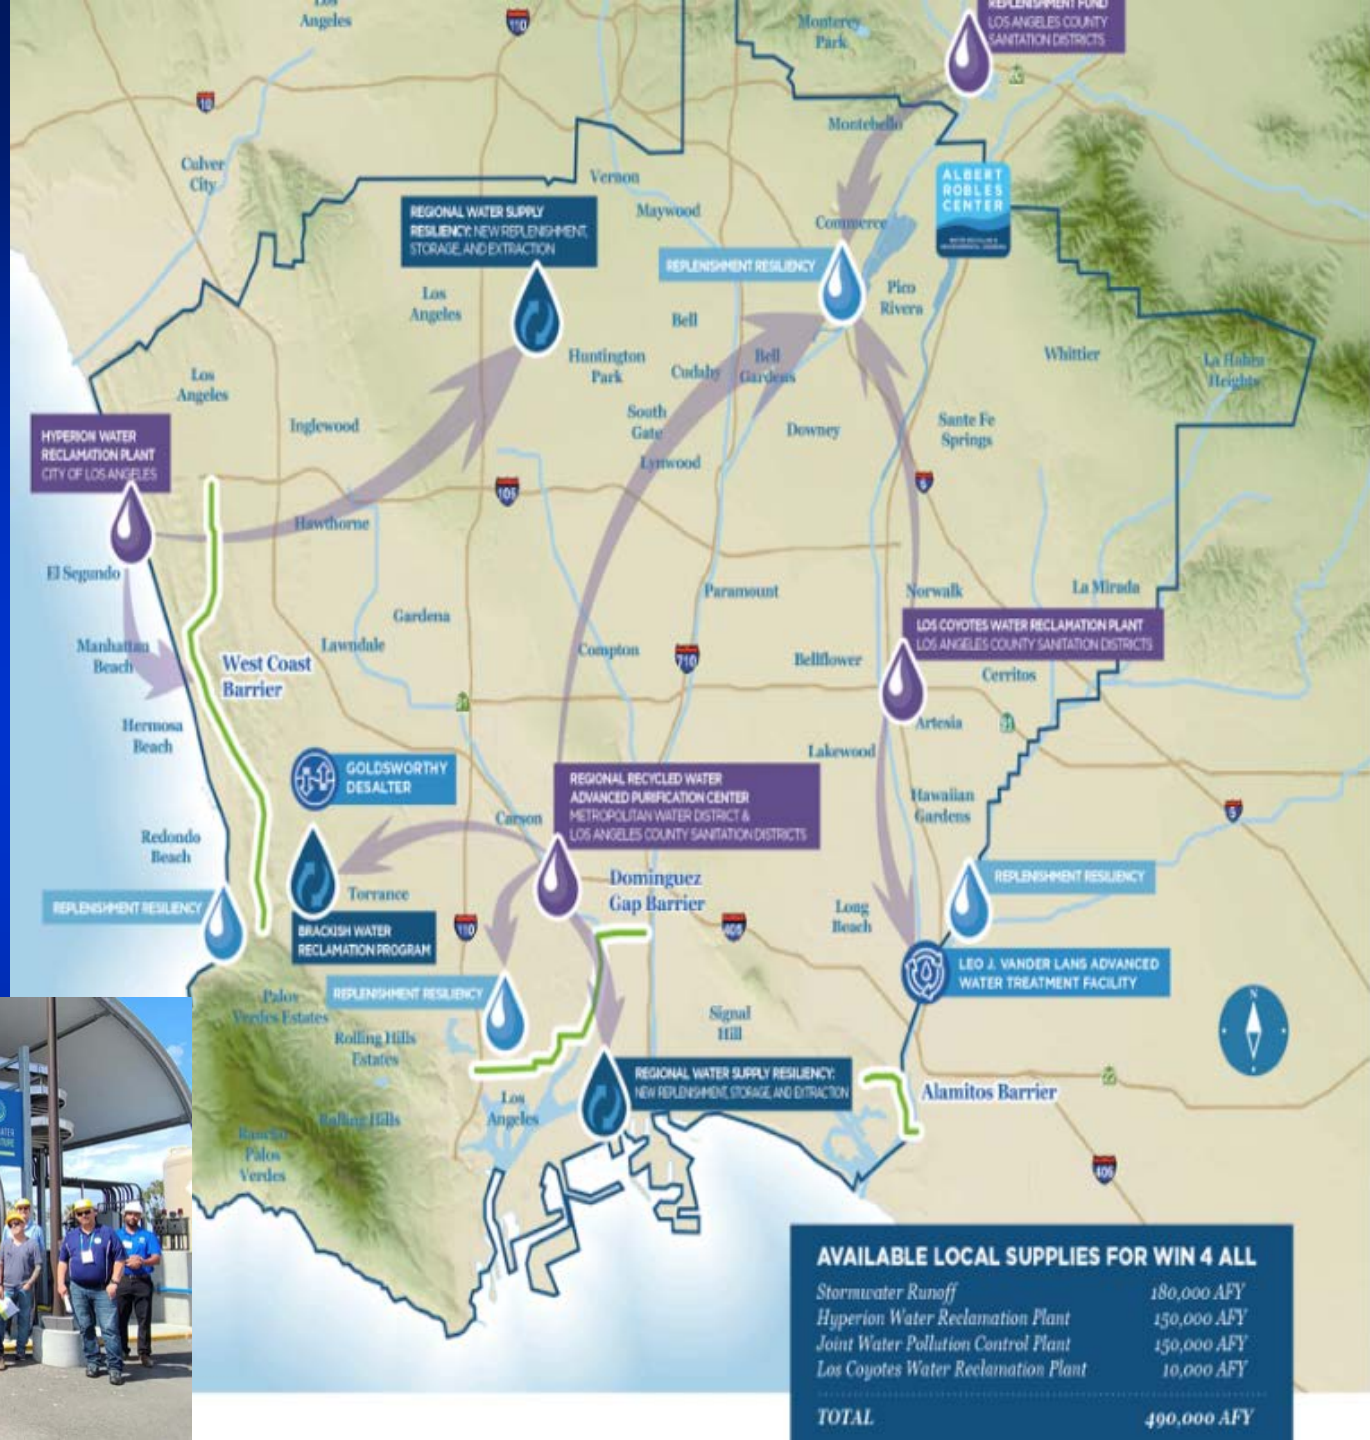 Los
Angeles
110
Monterey
Park
REPLENISHMENT FUND
LOS ANGELES COUNTY
SANITATION DISTRICTS
10
Montebello
Culver
City
Vernon
ALBERT
ROBLES
CENTER
REGIONAL WATER SUPPLY
RESILIENCY: NEW REPLENISHMENT,
STORAGE, AND EXTRACTION
Maywood
Commerce
REPLENISHMENT RESILIENCY
Los
Angeles
Pico
Rivera
Bell
Huntington
Park
Cudahy
Bell
Gardens
Whittier
La Habra
Heights
Los
Angeles
Inglewood
South
Gate
Downey
Sante Fe
Springs
HYPERION WATER
RECLAMATION PLANT
CITY OF LOS ANGELES
Lynwood
105
5
Hawthorne
El Segundo
Paramount
Norwalk
La Mirada
Gardena
LOS COYOTES WATER RECLAMATION PLANT
LOS ANGELES COUNTY SANITATION DISTRICTS
Manhattan
Beach
Lawndale
West Coast
Barrier
Compton
710
Bellflower
Cerritos
91
Artesia
Hermosa
Beach
Lakewood
GOLDSWORTHY
DESALTER
REGIONAL RECYCLED WATER
ADVANCED PURIFICATION CENTER
METROPOLITAN WATER DISTRICT &
LOS ANGELES COUNTY SANITATION DISTRICTS
Carson
Hawaiian
Gardens
5
Redondo
Beach
Torrance
Dominguez
Gap Barrier
REPLENISHMENT RESILIENCY
REPLENISHMENT RESILIENCY
BRACKISH WATER
RECLAMATION PROGRAM
110
405
Long
Beach
LEO J. VANDER LANS ADVANCED
WATER TREATMENT FACILITY
REPLENISHMENT RESILIENCY
Palos
Verdes Estates
Rolling Hills
Estates
Signal
Hill
N
REGIONAL WATER SUPPLY RESILIENCY:
NEW REPLENISHMENT, STORAGE, AND EXTRACTION
Los
Angeles
Alamitos Barrier
22
Rolling Hills
Rancho
Palos
Verdes
AVAILABLE LOCAL SUPPLIES FOR WIN 4 ALL
Stormwater Runoff 180,000 AFY
Hyperion Water Reclamation Plant 150,000 AFY
Joint Water Pollution Control Plant 150,000 AFY
Los Coyotes Water Reclamation Plant 10,000 AFY
TOTAL 490,000 AFY